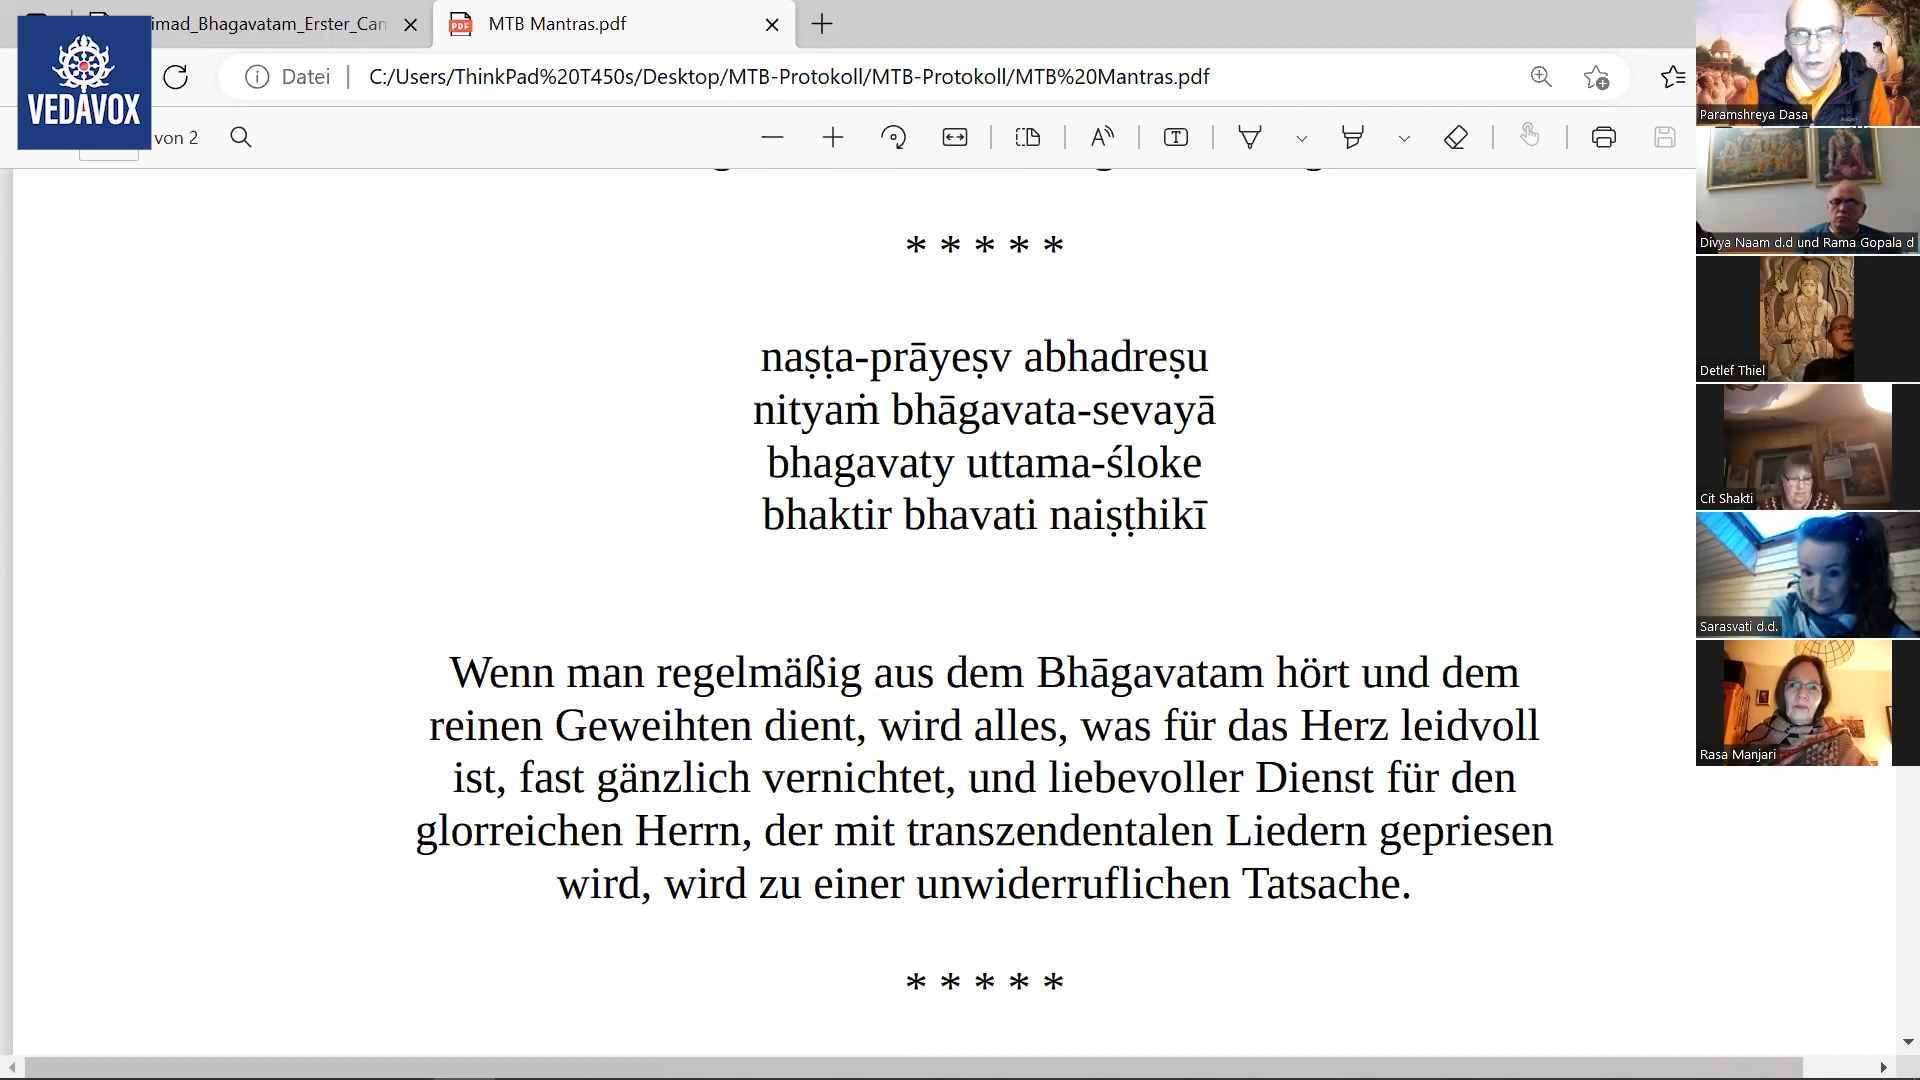 imad_Bhagavatam_Erster_Can
MTB Mantras.pdf
VEDAVOX
Datei
C:/Users/ThinkPad%20T450s/Desktop/MTB-Protokoll/MTB-Protokoll/MTB%20Mantras.pdf
von 2
* * * * *
naṣṭa-prāyeṣv abhadreṣu
nityaṁ bhāgavata-sevayā
bhagavaty uttama-śloke
bhaktir bhavati naiṣṭhikī
Wenn man regelmäßig aus dem Bhāgavatam hört und dem
reinen Geweihten dient, wird alles, was für das Herz leidvoll
ist, fast gänzlich vernichtet, und liebevoller Dienst für den
glorreichen Herrn, der mit transzendentalen Liedern gepriesen
wird, wird zu einer unwiderruflichen Tatsache.
* * * * *
Paramshreya Dasa
Divya Naam d.d und Rama Gopala d
Detlef Thiel
Cit Shakti
Sarasvati d.d.
Rasa Manjari